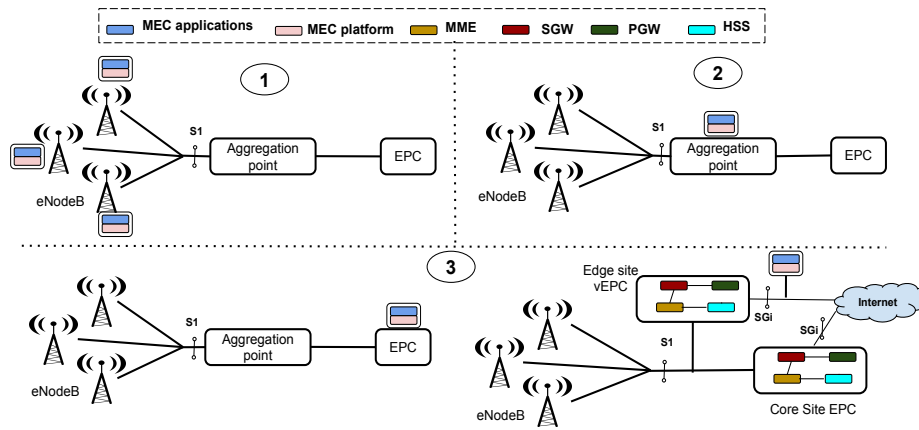 MEC applications
MEC platform
MME
SGW
PGW
HSS
1
S1
Aggregation
point
EPC
eNodeB
2
S1
Aggregation
point
EPC
eNodeB
3
S1
Aggregation
point
EPC
eNodeB
Edge site
vEPC
SGi
Internet
SGi
S1
eNodeB
Core Site EPC